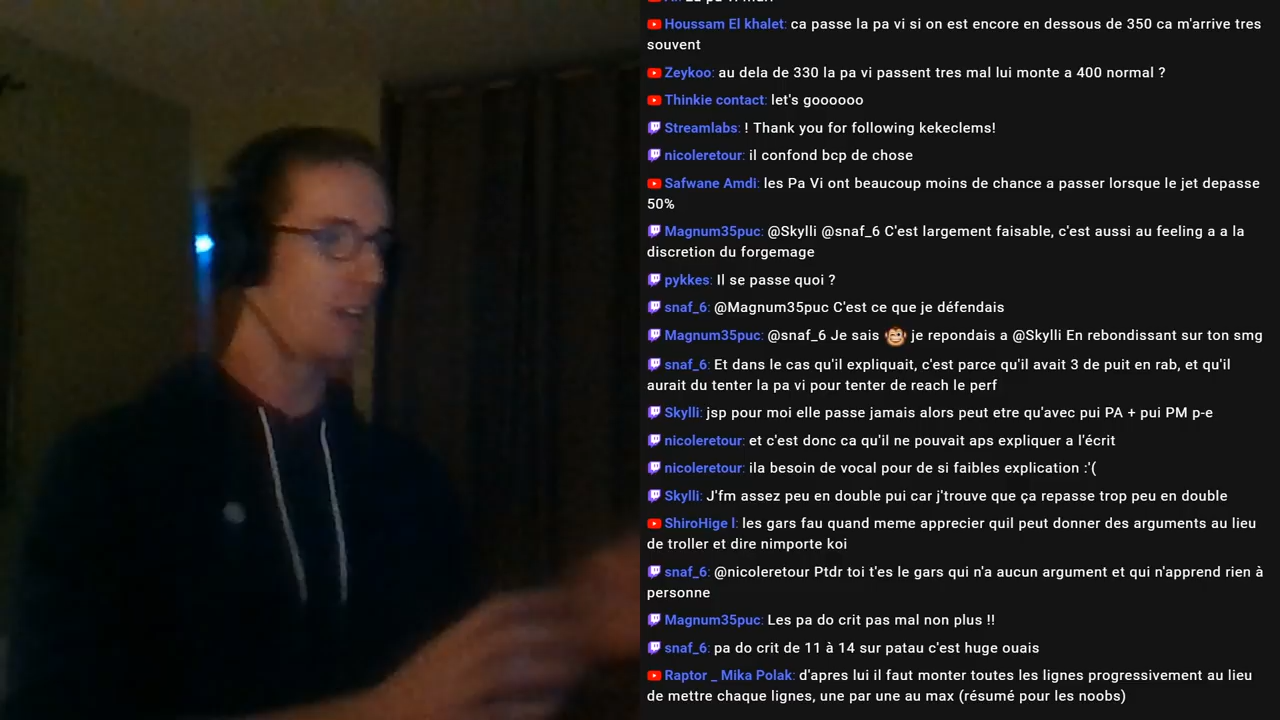 Houssam El khalet: ca passe la pa vi si on est encore en dessous de 350 ca m'arrive tres
souvent
Zeykoo: au dela de 330 la pa vi passent tres mal lui monte a 400 normal ?
Thinkie contact: let's goooooo
Streamlabs: ! Thank you for following kekeclems!
nicoleretour: il confond bcp de chose
Safwane Amdi: les Pa Vi ont beaucoup moins de chance a passer lorsque le jet depasse
50%
Magnum35puc: @Skylli @snaf_6 C'est largement faisable, c'est aussi au feeling a a la
discretion du forgemage
pykkes: Il se passe quoi ?
snaf_6: @Magnum35puc C'est ce que je défendais
Magnum35puc: @snaf_6 Je sais je repondais a @Skylli En rebondissant sur ton smg
snaf_6: Et dans le cas qu'il expliquait, c'est parce qu'il avait 3 de puit en rab, et qu'il
aurait du tenter la pa vi pour tenter de reach le perf
Skylli: jsp pour moi elle passe jamais alors peut etre qu'avec pui PA + pui PM p-e
nicoleretour: et c'est donc ca qu'il ne pouvait aps expliquer a l'écrit
nicoleretour: ila besoin de vocal pour de si faibles explication :'(
Skylli: J'fm assez peu en double pui car j'trouve que ça repasse trop peu en double
ShiroHige l: les gars fau quand meme apprecier quil peut donner des arguments au lieu
de troller et dire nimporte koi
snaf_6: @nicoleretour Ptdr toi t'es le gars qui n'a aucun argument et qui n'apprend rien à
personne
Magnum35puc: Les pa do crit pas mal non plus !!
snaf_6: pa do crit de 11 à 14 sur patau c'est huge ouais
Raptor _ Mika Polak: d'apres lui il faut monter toutes les lignes progressivement au lieu
de mettre chaque lignes, une par une au max (résumé pour les noobs)